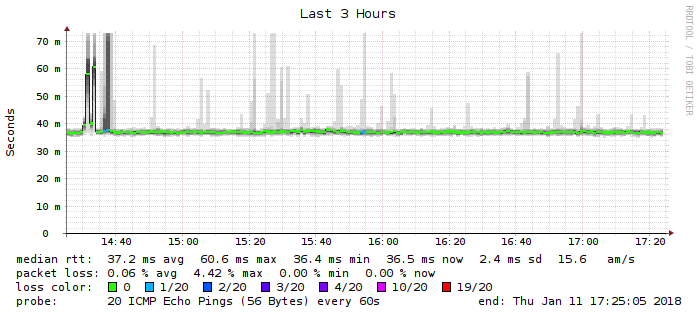 Last 3 Hours
RRDTOOL / TOBI OETIKER
Seconds
70 m
60 m
50 m
40 m
30 m
20 m
10 m
0
14:40 15:00 15:20 15:40 16:00 16:20 16:40 17:00 17:20
median rtt: 37.2 ms avg 60.6 ms max 36.4 ms min 36.5 ms now 2.4 ms sd 15.6 am/s
packet loss: 0.06 % avg 4.42 % max 0.00 % min 0.00 % now
loss color: 0 1/20 2/20 3/20 4/20 10/20 19/20
probe: 20 ICMP Echo Pings (56 Bytes) every 60s end: Thu Jan 11 17:25:05 2018